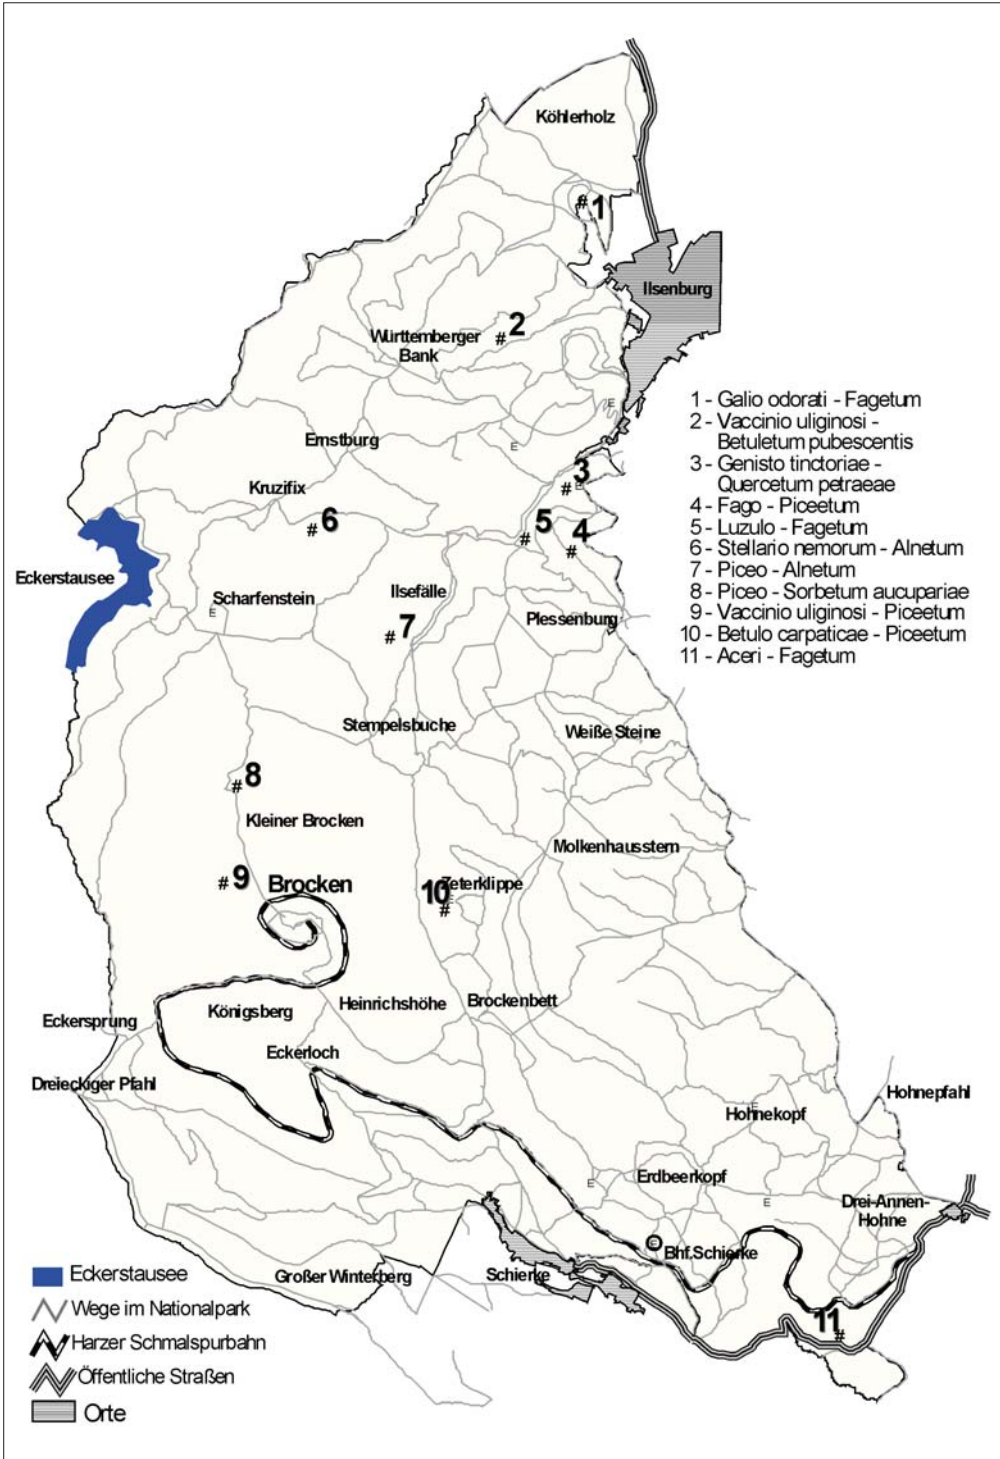 Köhlerholz
# 1
Ilsenburg
# 2
Württemberger
Bank
1 - Galio odorati - Fagetum
2 - Vaccinio uliginosi -
Betuletum pubescentis
3 - Genisto tinctoriae -
Quercetum petraeae
4 - Fago - Piceetum
5 - Luzulo - Fagetum
6 - Stellario nemorum - Alnetum
7 - Piceo - Alnetum
8 - Piceo - Sorbetum aucupariae
9 - Vaccinio uliginosi - Piceetum
10 - Betulo carpaticae - Piceetum
11 - Aceri - Fagetum
E
Ernstburg
E
# 3
E
Kruzifix
# 6
# 5
# 4
Eckerstausee
Scharfenstein
E
Ilsefälle
Plessenburg
# 7
Stempelsbuche
Weiße Steine
# 8
Kleiner Brocken
Molkenhausstern
# 9
Brocken
Zeterklippe
10
E
#
Königsberg
Heinrichshöhe
Brockenbett
Eckersprung
Eckerloch
Dreieckiger Pfahl
Hohnepfahl
E
Hohnekopf
Erdbeerkopf
E
E
Drei-Annen-
Hohne
E
Bhf.Schierke
Schierke
Großer Winterberg
11
#
Eckerstausee
Wege im Nationalpark
Harzer Schmalspurbahn
Öffentliche Straßen
Orte